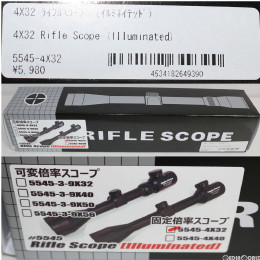 4X32 ライフルスコープ (イルミネイテッド)
4X32 Rifle Scope (Illuminated)
5545-4X32
¥5,980
4534182649390
RIFLE SCOPE
可変倍率スコープ
5545-3-9X32
5545-3-9X40
5545-3-9X50
5545-3-9X56
固定倍率スコープ
5545-4X32
5545-4X40
#5545
Rifle Scope (Illuminated)